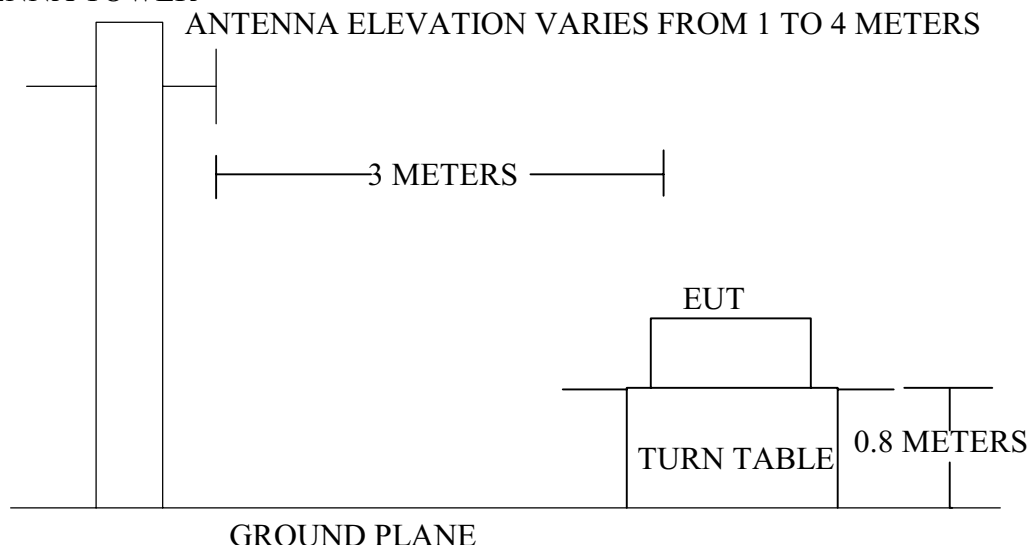 ANTENNA ELEVATION VARIES FROM 1 TO 4 METERS
3 METERS
EUT
TURN TABLE
0.8 METERS
GROUND PLANE